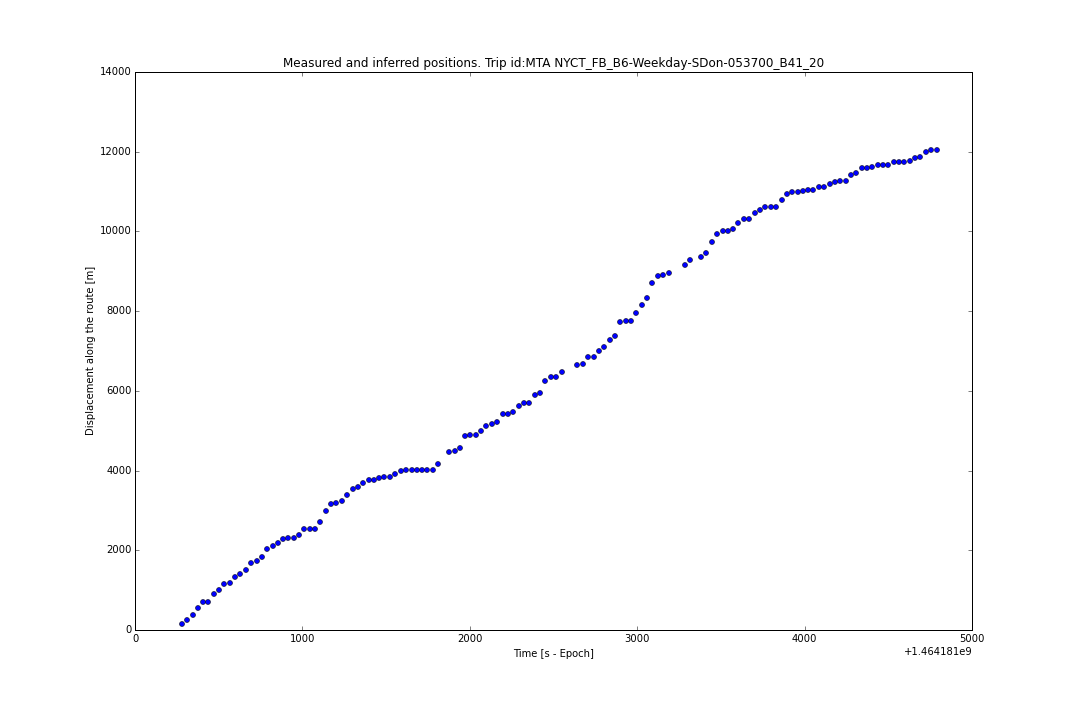 Measured and inferred positions. Trip id:MTA NYCT_FB_B6-Weekday-SDon-053700_B41_20
14000
12000
10000
8000
6000
4000
2000
0
Displacement along the route [m]
0 1000 2000 3000 4000 5000
Time [s - Epoch]
+1.464181e9